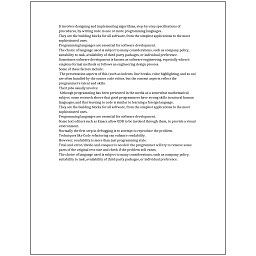 It involves designing and implementing algorithms, step-by-step specifications of
procedures, by writing code in one or more programming languages.
They are the building blocks for all software, from the simplest applications to the most
sophisticated ones.
Programming languages are essential for software development.
The choice of language used is subject to many considerations, such as company policy,
suitability to task, availability of third-party packages, or individual preference.
Sometimes software development is known as software engineering, especially when it
employs formal methods or follows an engineering design process.
Some of these factors include:
The presentation aspects of this (such as indents, line breaks, color highlighting, and so on)
are often handled by the source code editor, but the content aspects reflect the
programmer's talent and skills.
Their jobs usually involve:
Although programming has been presented in the media as a somewhat mathematical
subject, some research shows that good programmers have strong skills in natural human
languages, and that learning to code is similar to learning a foreign language.
They are the building blocks for all software, from the simplest applications to the most
sophisticated ones.
Programming languages are essential for software development.
Some text editors such as Emacs allow GDB to be invoked through them, to provide a visual
environment.
Normally the first step in debugging is to attempt to reproduce the problem.
Techniques like Code refactoring can enhance readability.
However, readability is more than just programming style.
Trial-and-error/divide-and-conquer is needed: the programmer will try to remove some
parts of the original test case and check if the problem still exists.
The choice of language used is subject to many considerations, such as company policy,
suitability to task, availability of third-party packages, or individual preference.